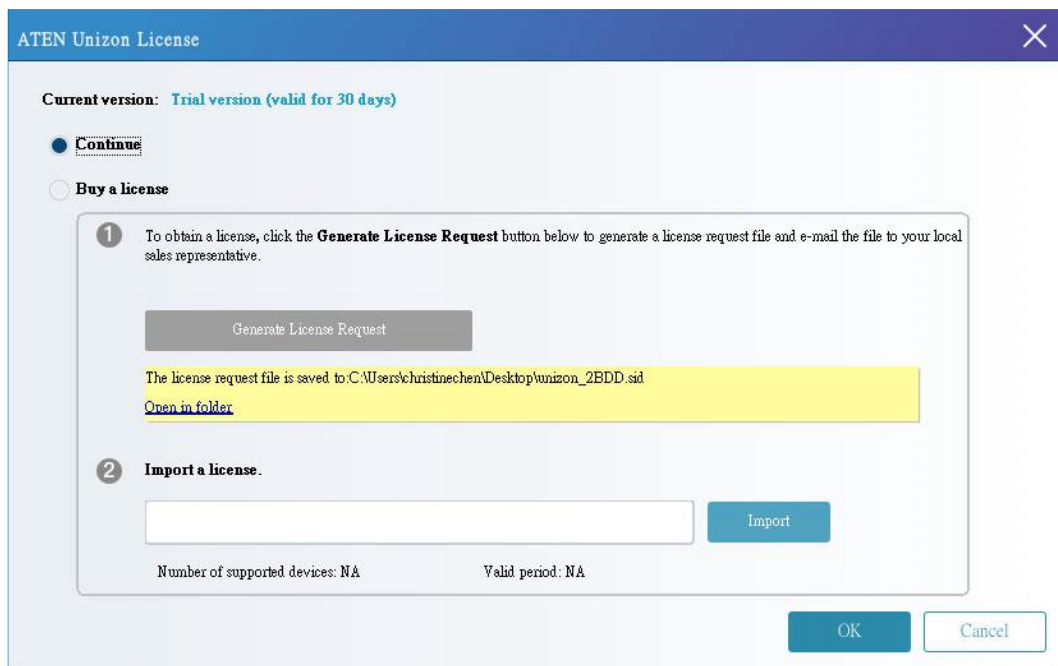 ATEN Unizon License
Current version: Trial version (valid for 30 days)
Continue
Buy a license
1 To obtain a license, click the Generate License Request button below to generate a license request file and e-mail the file to your local
sales representative.
Generate License Request
The license request file is saved to:C:\Users\christinechen\Desktop\unizon_2BDD.sid
Open in folder
2 Import a license.
Import
Number of supported devices: NA Valid period: NA
OK Cancel